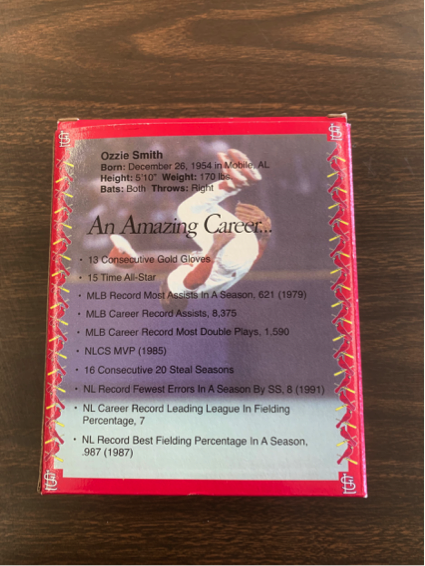 Ozzie Smith
Born: December 26, 1954 in Mobile, AL
Height: 5'10" Weight: 170 lbs.
Bats: Both Throws: Right
An Amazing Career...
• 13 Consecutive Gold Gloves
• 15 Time All-Star
• MLB Record Most Assists In A Season, 621 (1979)
• MLB Career Record Assists, 8,375
• MLB Career Record Most Double Plays, 1,590
• NLCS MVP (1985)
• 16 Consecutive 20 Steal Seasons
• NL Record Fewest Errors In A Season By SS, 8 (1991)
• NL Career Record Leading League In Fielding
Percentage, 7
• NL Record Best Fielding Percentage In A Season,
.987 (1987)